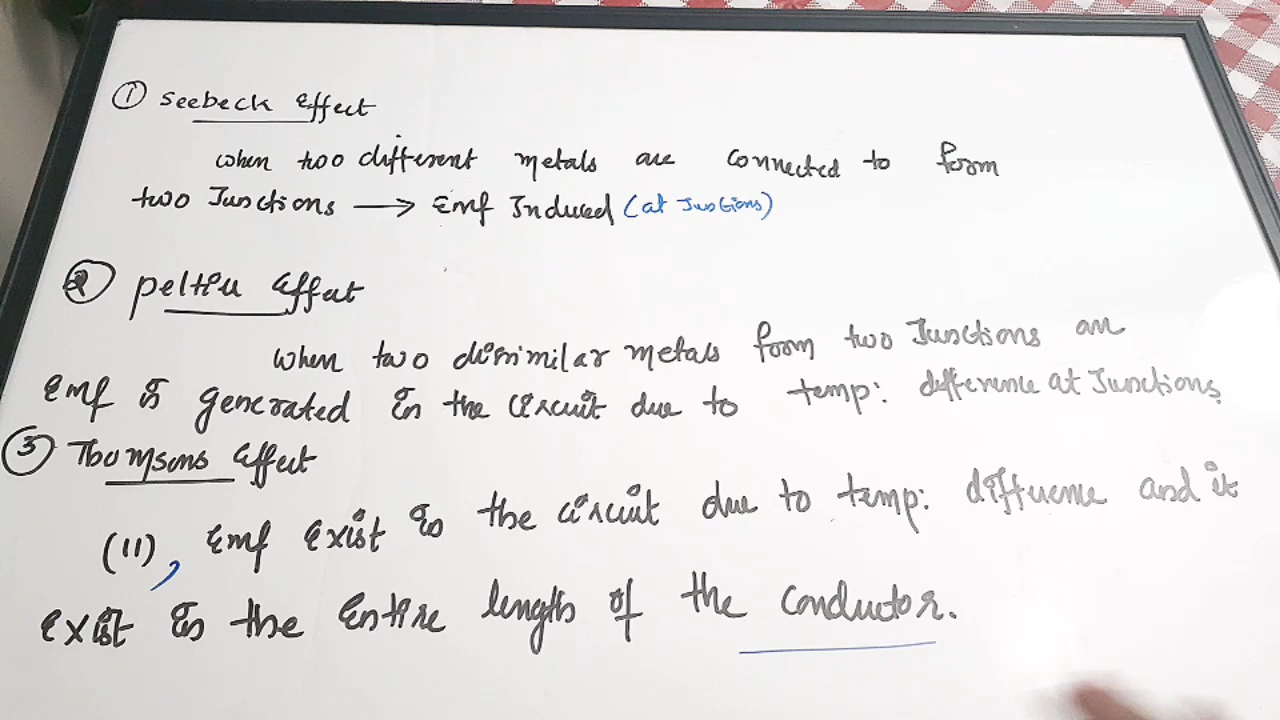 ① Seebeck Effect
when two different metals are connected to form
two Junctions → Emf Induced (at Junctions)
② Peltier Effect
when two dissimilar metals form two Junctions an
Emf is generated in the circuit due to temp: difference at Junctions.
③ Thomsons Effect
(11), Emf exist in the circuit due to temp: difference and it
exist in the entire length of the conductor.